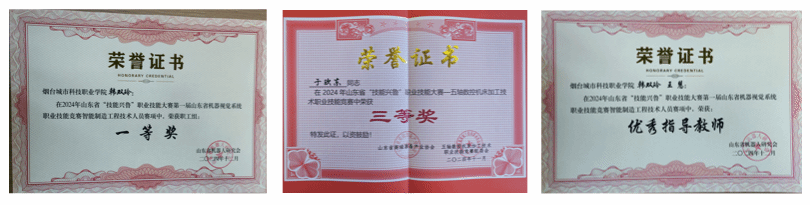 荣誉证书
HONORARY CREDENTIAL
烟台城市科技职业学院 韩双玲:
在2024年山东省“技能兴鲁”职业技能大赛第一届山东省机器视觉系统
职业技能竞赛智能制造工程技术人员赛项中,荣获职工组:
一等奖
山东省机器人研究会
二〇二四年十二月
荣誉证书
于晓东 同志
在2024年山东省“技能兴鲁”职业技能大赛—五轴数控机床加工技
术职业技能竞赛中荣获
三等奖
特发此证,以资鼓励!
二〇二四年十一月
荣誉证书
HONORARY CREDENTIAL
烟台城市科技职业学院 韩双玲 王慧:
在2024年山东省“技能兴鲁”职业技能大赛第一届山东省机器视觉系统
职业技能竞赛智能制造工程技术人员赛项中,荣获:
优秀指导教师
山东省机器人研究会
二〇二四年十二月